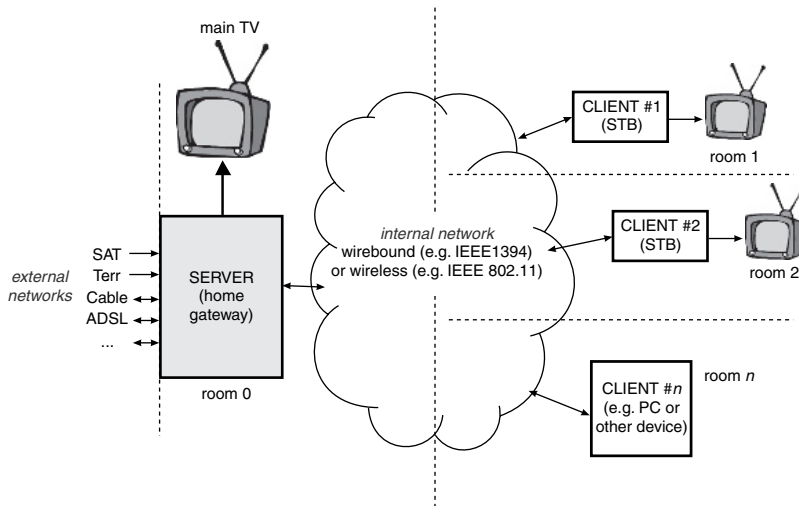 main TV
external
networks
SAT
Terr
Cable
ADSL
...
SERVER
(home
gateway)
room 0
internal network
wirebound (e.g. IEEE1394)
or wireless (e.g. IEEE 802.11)
CLIENT #1
(STB)
room 1
CLIENT #2
(STB)
room 2
CLIENT #n
(e.g. PC or
other device)
room n